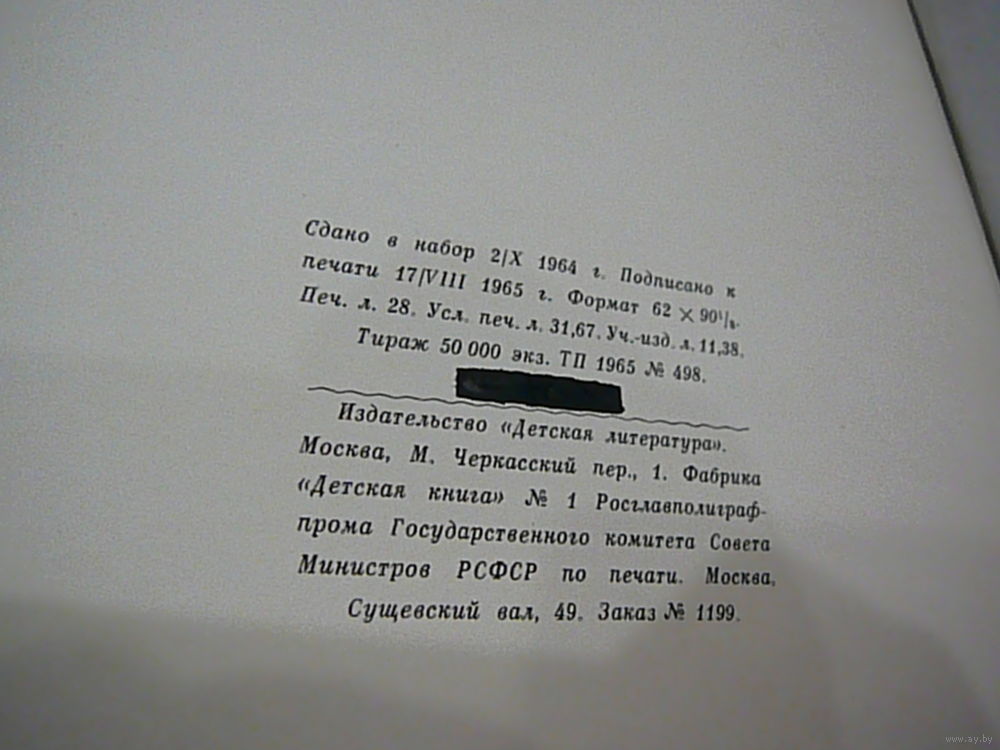 Сдано в набор 2/X 1964 г. Подписано к
печати 17/VIII 1965 г. Формат 62 × 90¹/₈.
Печ. л. 28. Усл. печ. л. 31,67. Уч.-изд. л. 11,38.
Тираж 50 000 экз. ТП 1965 № 498.
Издательство «Детская литература».
Москва, М. Черкасский пер., 1. Фабрика
«Детская книга» № 1 Росглавполиграф-
прома Государственного комитета Совета
Министров РСФСР по печати. Москва,
Сущевский вал, 49. Заказ № 1199.
www.ay.by